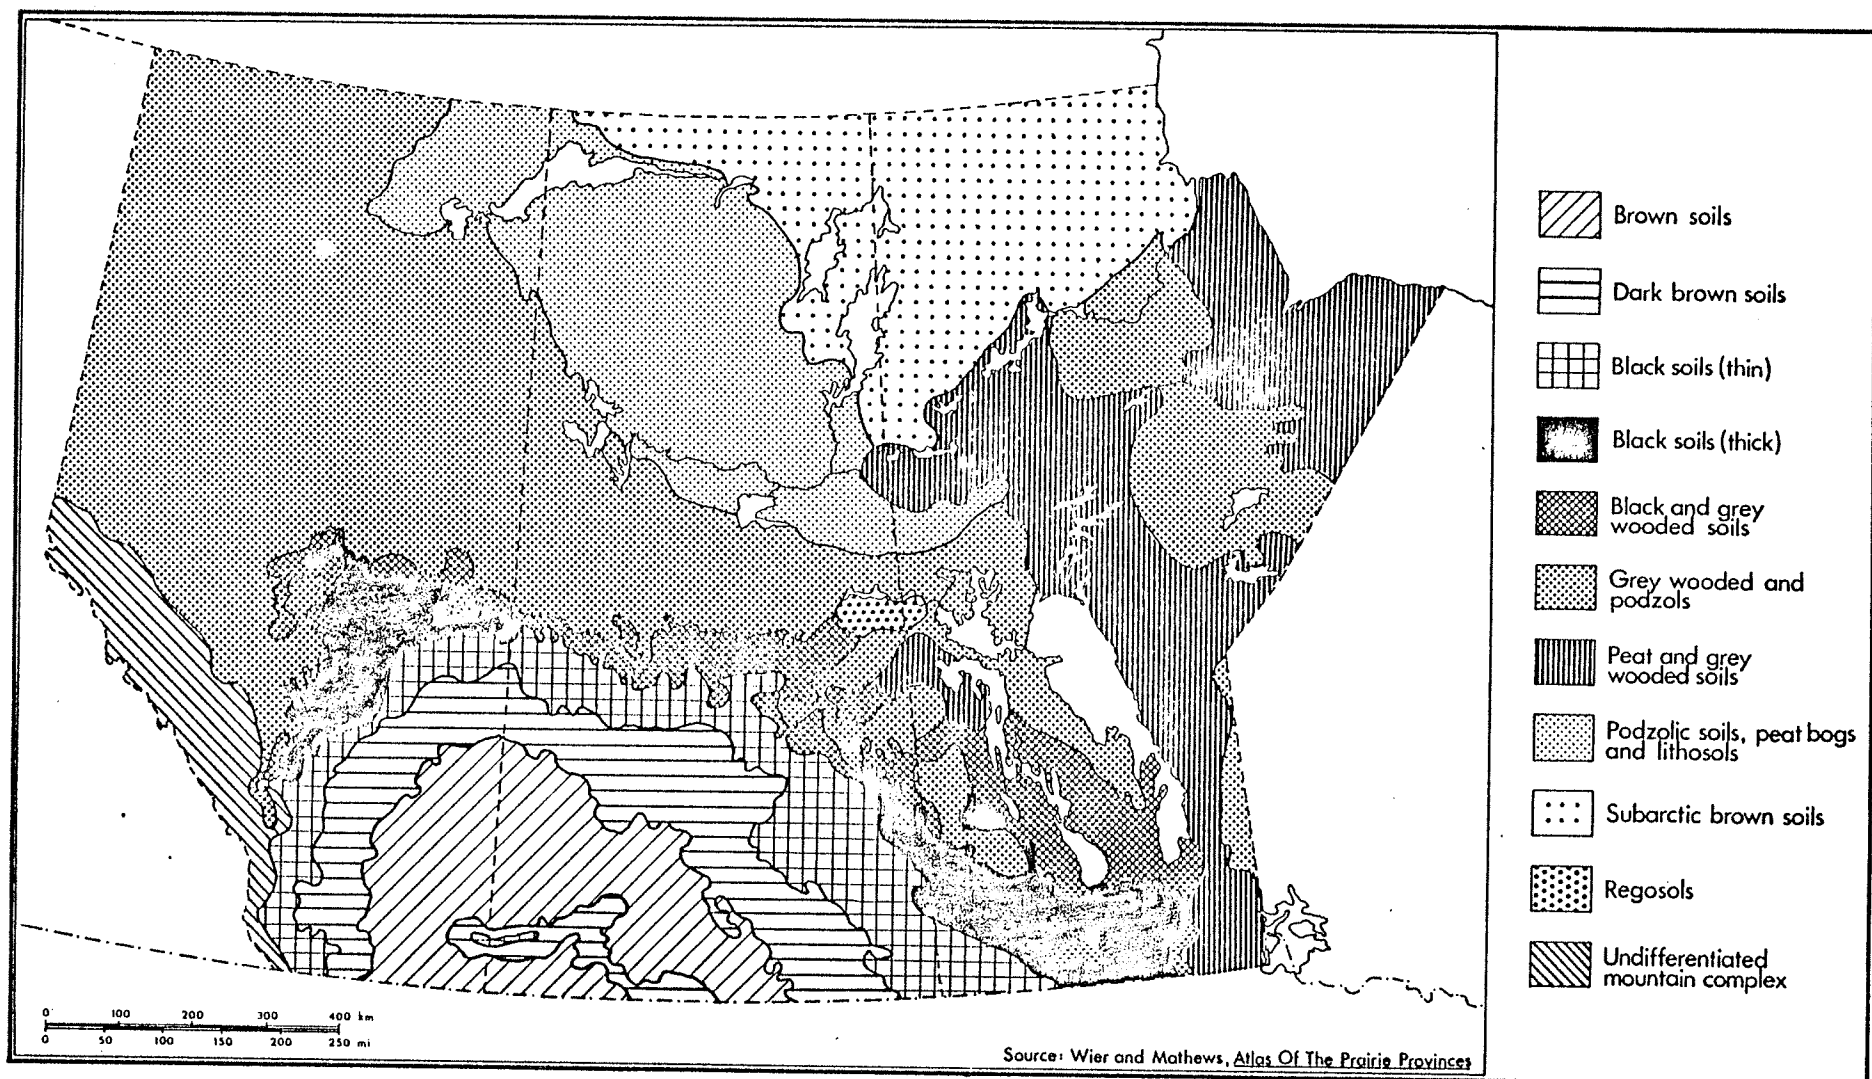 Brown soils
Dark brown soils
Black soils (thin)
Black soils (thick)
Black and grey
wooded soils
Grey wooded and
podzols
Peat and grey
wooded soils
Podzolic soils, peat bogs
and lithosols
Subarctic brown soils
Regosols
Undifferentiated
mountain complex
0 100 200 300 400 km
0 50 100 150 200 250 mi
Source: Wier and Mathews, Atlas Of The Prairie Provinces